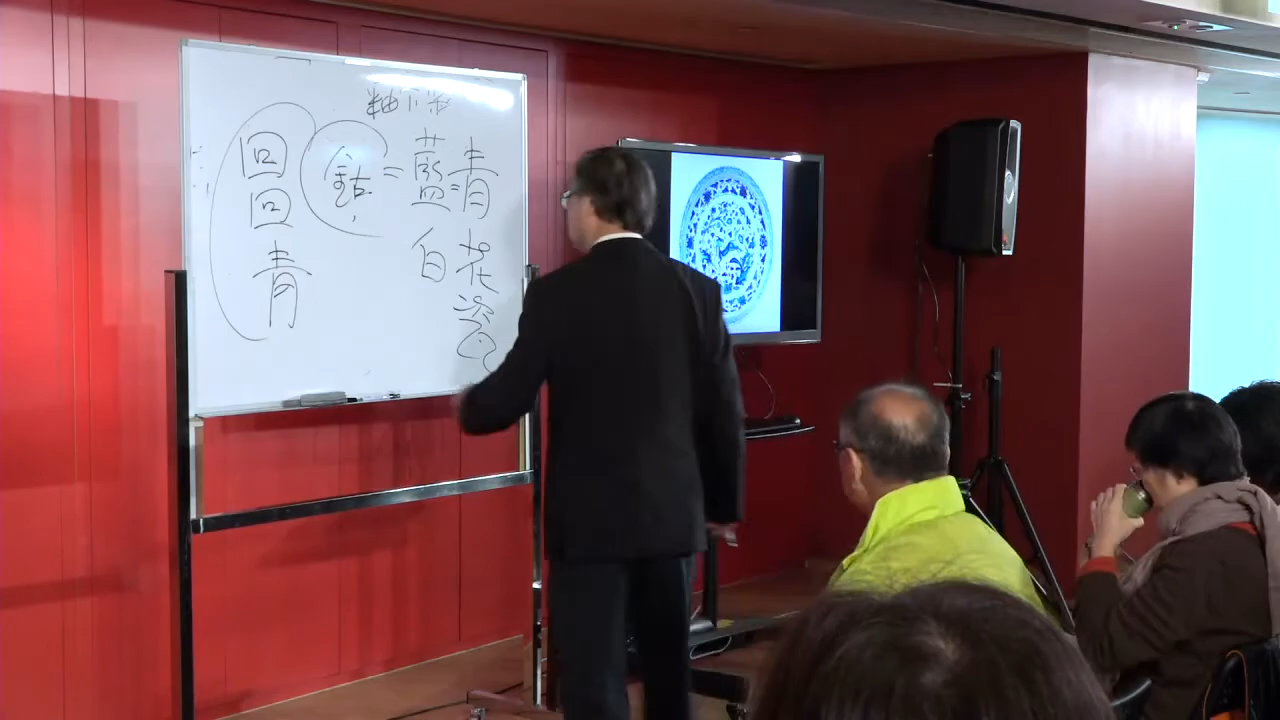 釉下彩
青花瓷
= 藍 = 白
鈷
回回青